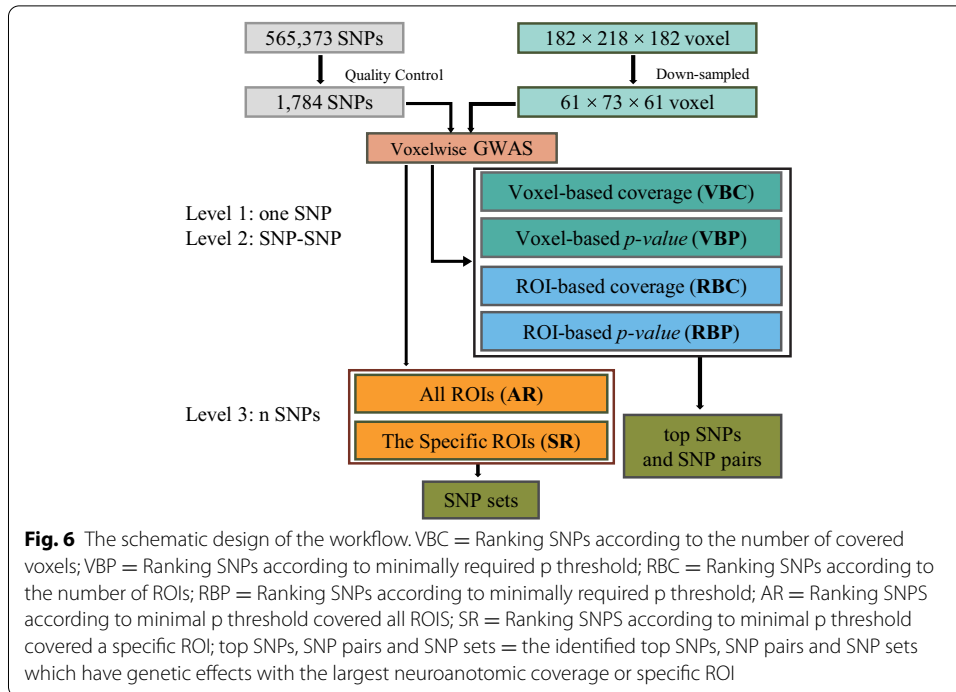 565,373 SNPs
182 × 218 × 182 voxel
Quality Control
Down-sampled
1,784 SNPs
61 × 73 × 61 voxel
Voxelwise GWAS
Level 1: one SNP
Level 2: SNP-SNP
Voxel-based coverage (VBC)
Voxel-based p-value (VBP)
ROI-based coverage (RBC)
ROI-based p-value (RBP)
Level 3: n SNPs
All ROIs (AR)
The Specific ROIs (SR)
SNP sets
top SNPs
and SNP pairs
Fig. 6 The schematic design of the workflow. VBC = Ranking SNPs according to the number of covered
voxels; VBP = Ranking SNPs according to minimally required p threshold; RBC = Ranking SNPs according to
the number of ROIs; RBP = Ranking SNPs according to minimally required p threshold; AR = Ranking SNPS
according to minimal p threshold covered all ROIS; SR = Ranking SNPS according to minimal p threshold
covered a specific ROI; top SNPs, SNP pairs and SNP sets = the identified top SNPs, SNP pairs and SNP sets
which have genetic effects with the largest neuroanotomic coverage or specific ROI